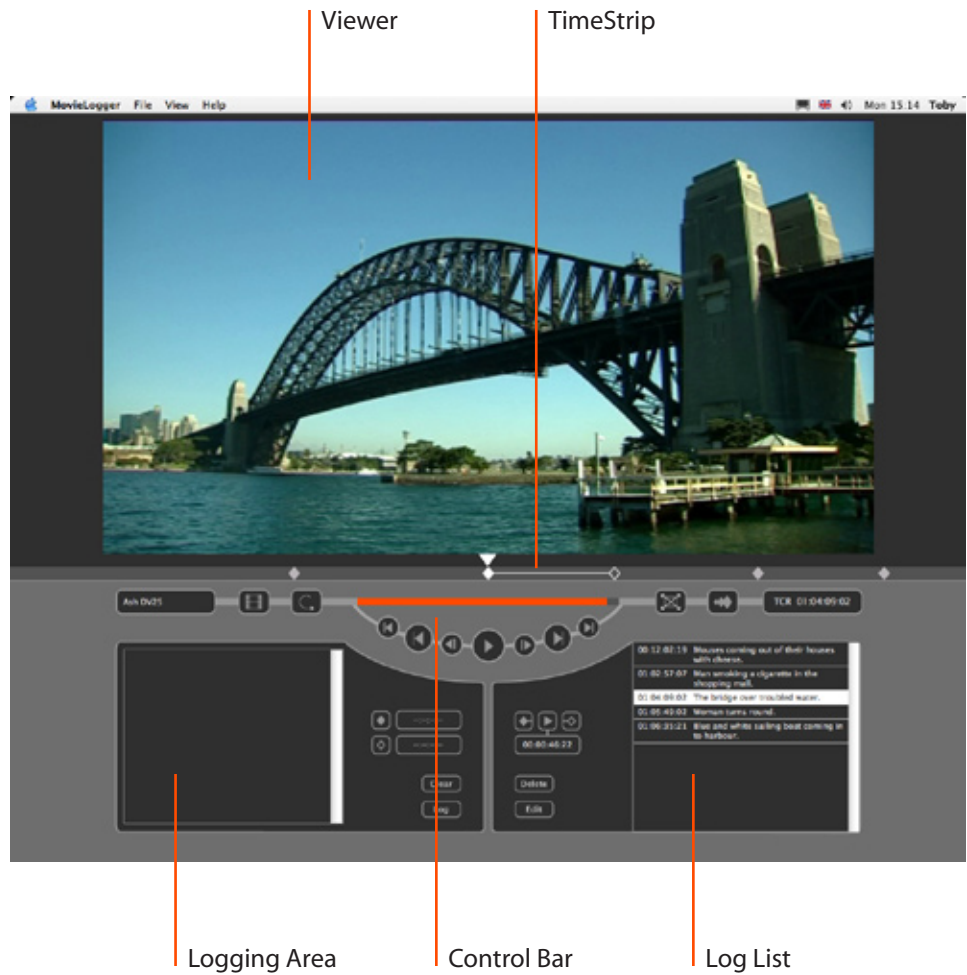 Viewer TimeStrip
MovieLogger File View Help Mon 15.14 Toby
Ash DV25 TCR 01:04:09:02
00:12:02:19 Mouses coming out of their houses
with cheese.
01:02:57:07 Man smoking a cigarette in the
shopping mall.
01:04:09:02 The bridge over troubled water.
01:05:49:02 Woman turns round.
01:06:35:21 Blue and white sailing boat coming in
to harbour.
--:--:--
--:--:--
00:00:46:22
Clear Delete
Log Edit
Logging Area Control Bar Log List